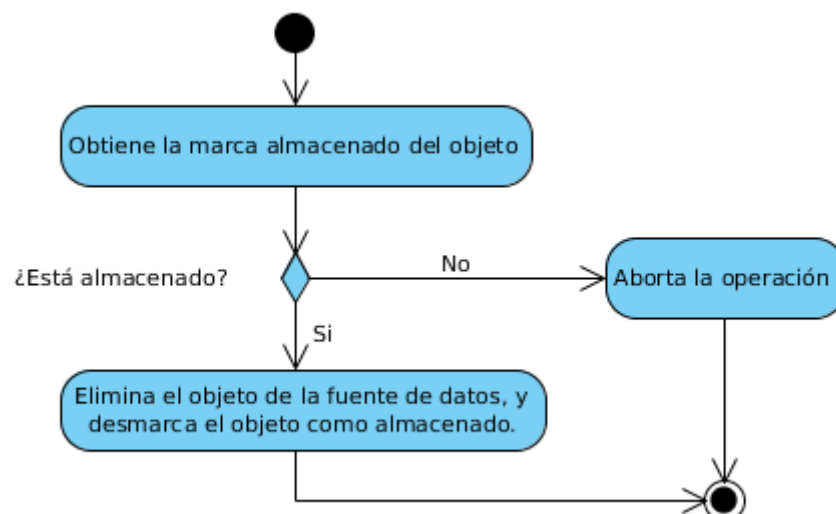 Obtiene la marca almacenado del objeto
¿Está almacenado?
No
Aborta la operación
Si
Elimina el objeto de la fuente de datos, y
desmarca el objeto como almacenado.